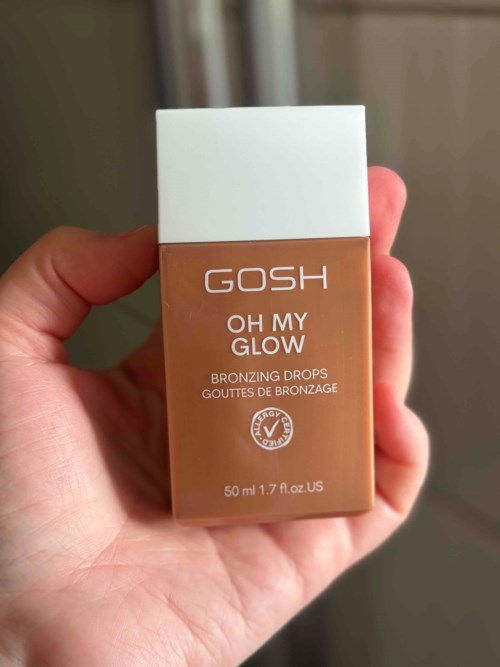 GOSH
OH MY
GLOW
BRONZING DROPS
GOUTTES DE BRONZAGE
ALLERGY CERTIFIED
50 ml 1.7 fl.oz.US